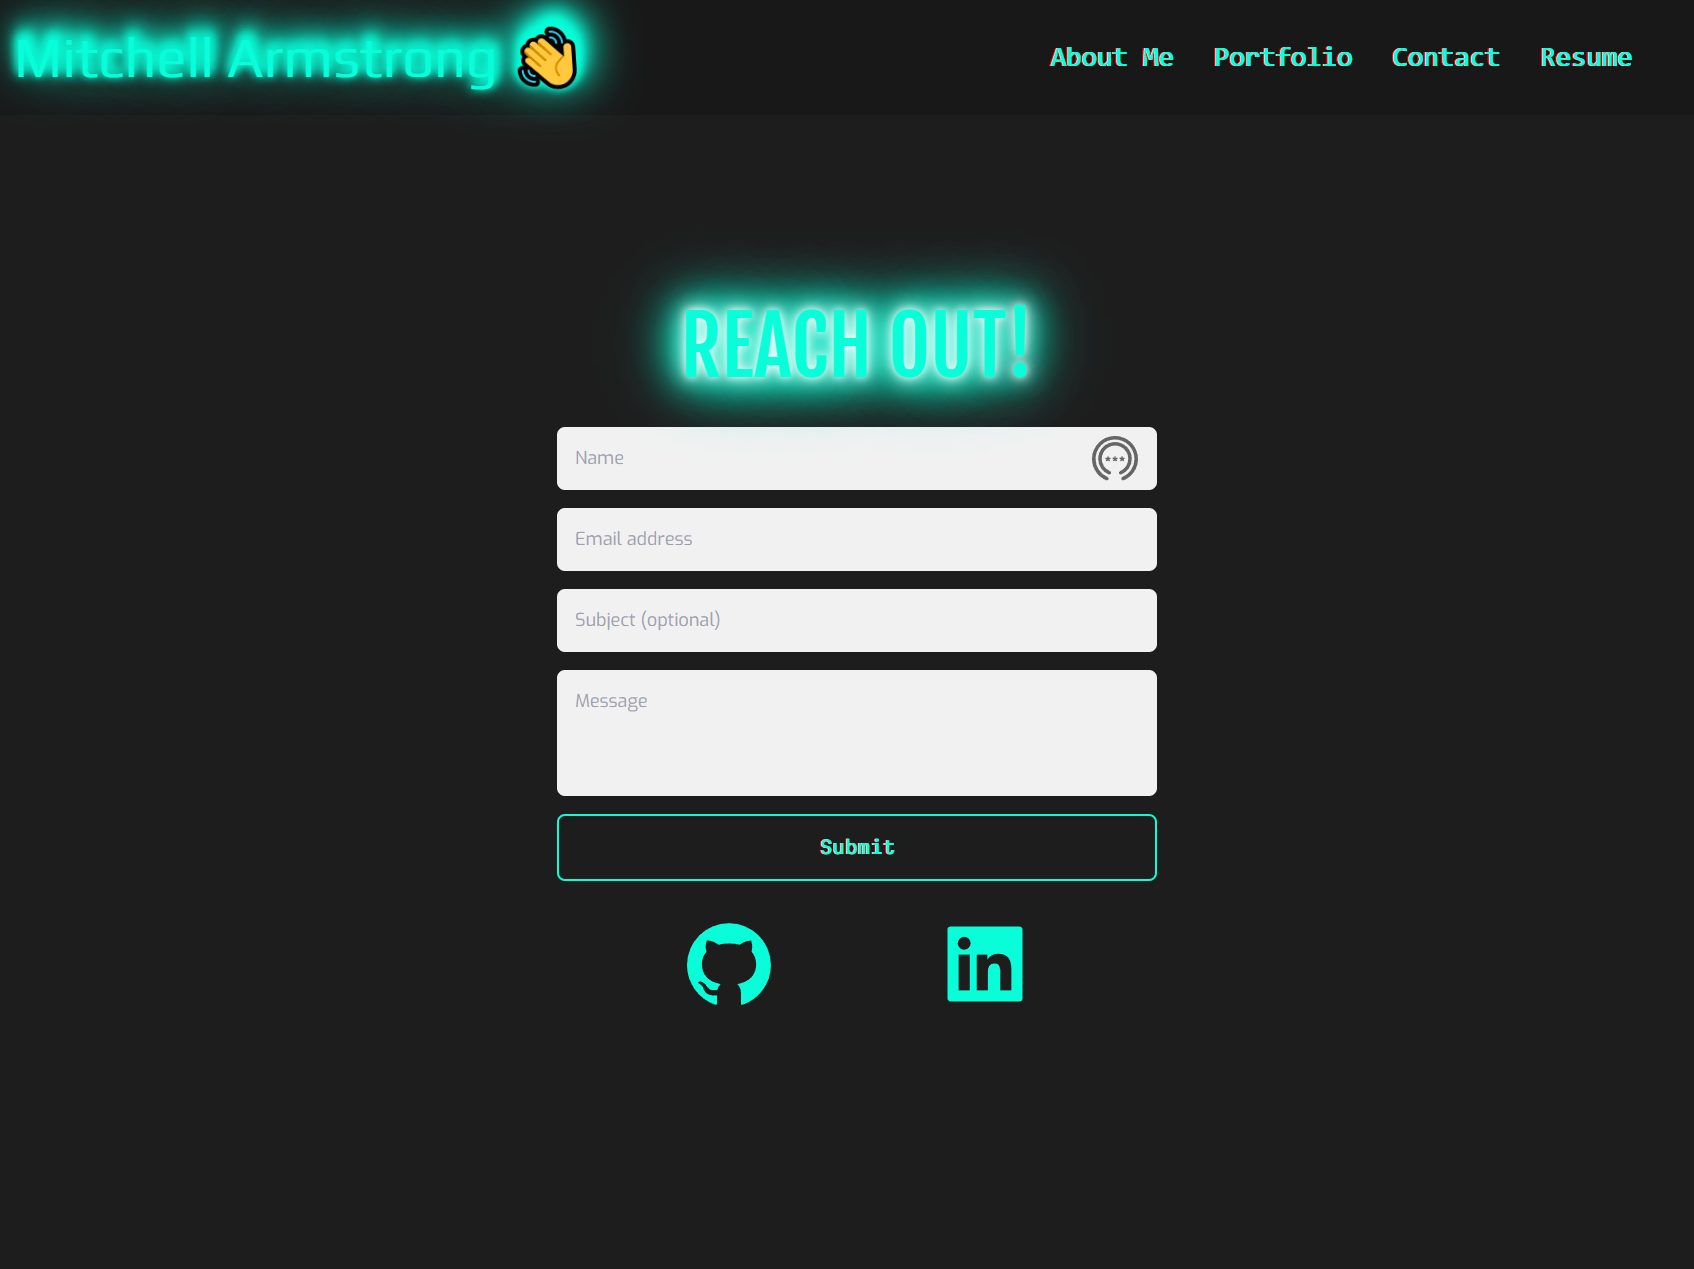 Mitchell Armstrong 👋
About Me
Portfolio
Contact
Resume
REACH OUT!
Name
Email address
Subject (optional)
Message
Submit
in